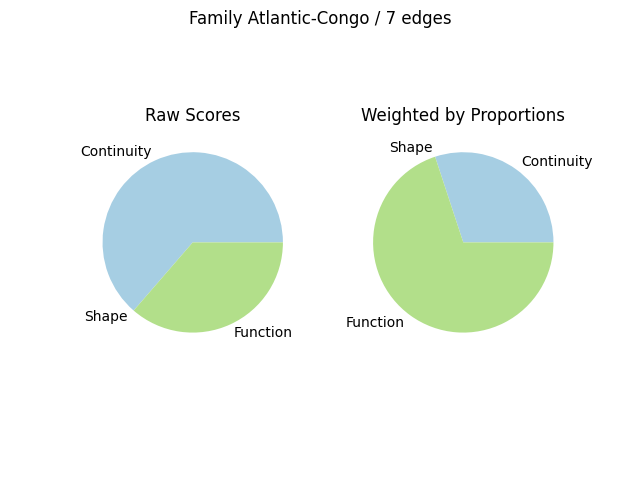 Family Atlantic-Congo / 7 edges
Raw Scores
Continuity
Shape
Function
Weighted by Proportions
Shape
Continuity
Function